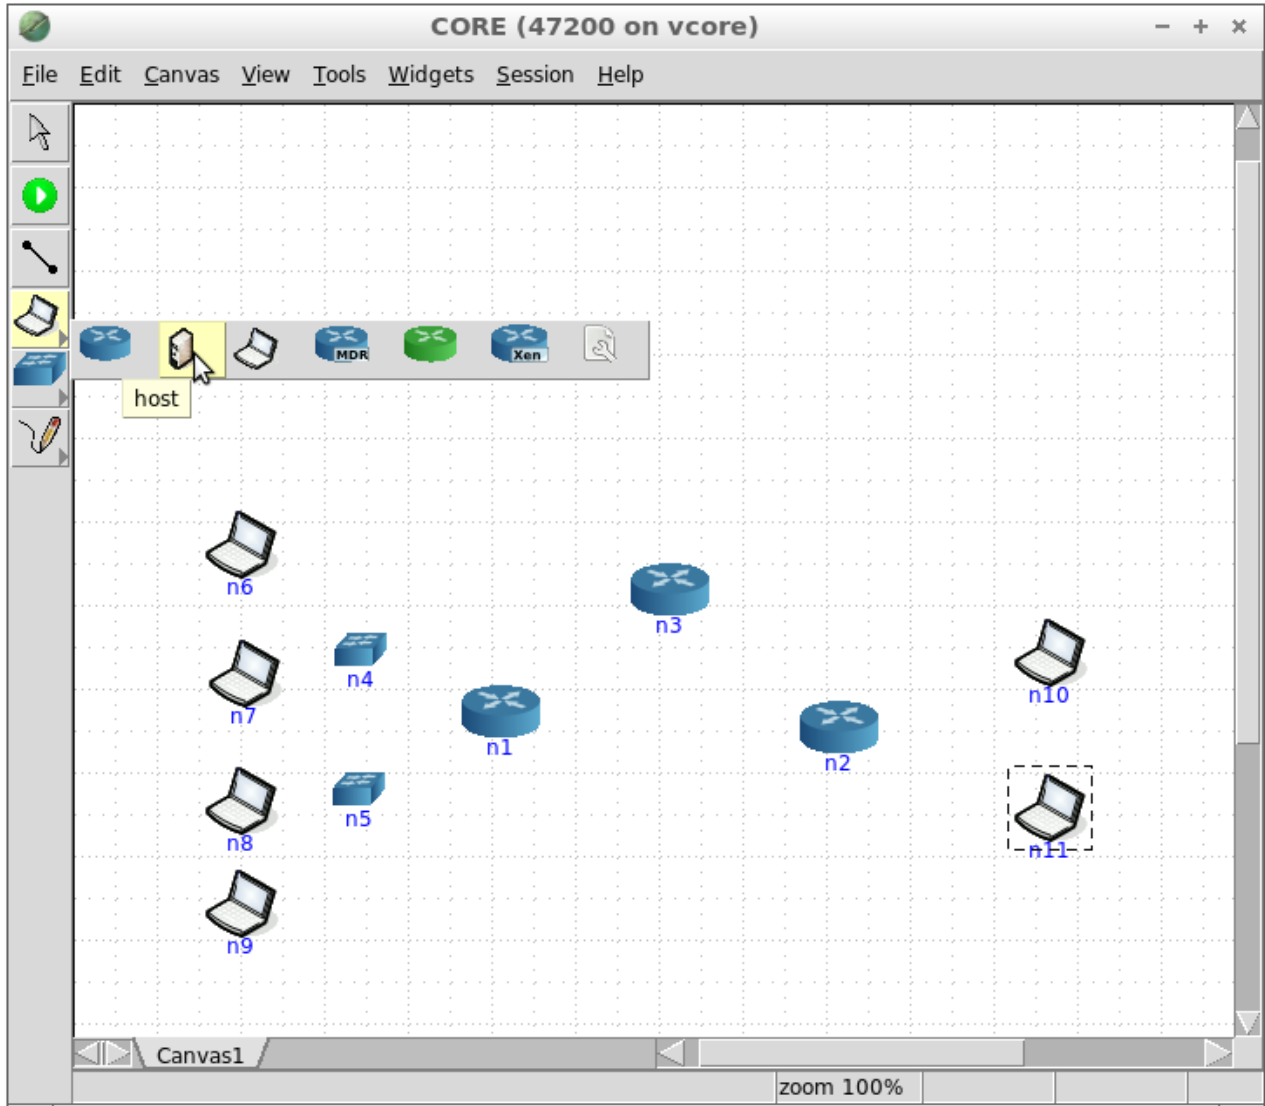 CORE (47200 on vcore)
File Edit Canvas View Tools Widgets Session Help
MDR
Xen
host
n6
n3
n4
n10
n7
n1
n2
n5
n8
n11
n9
Canvas1
zoom 100%